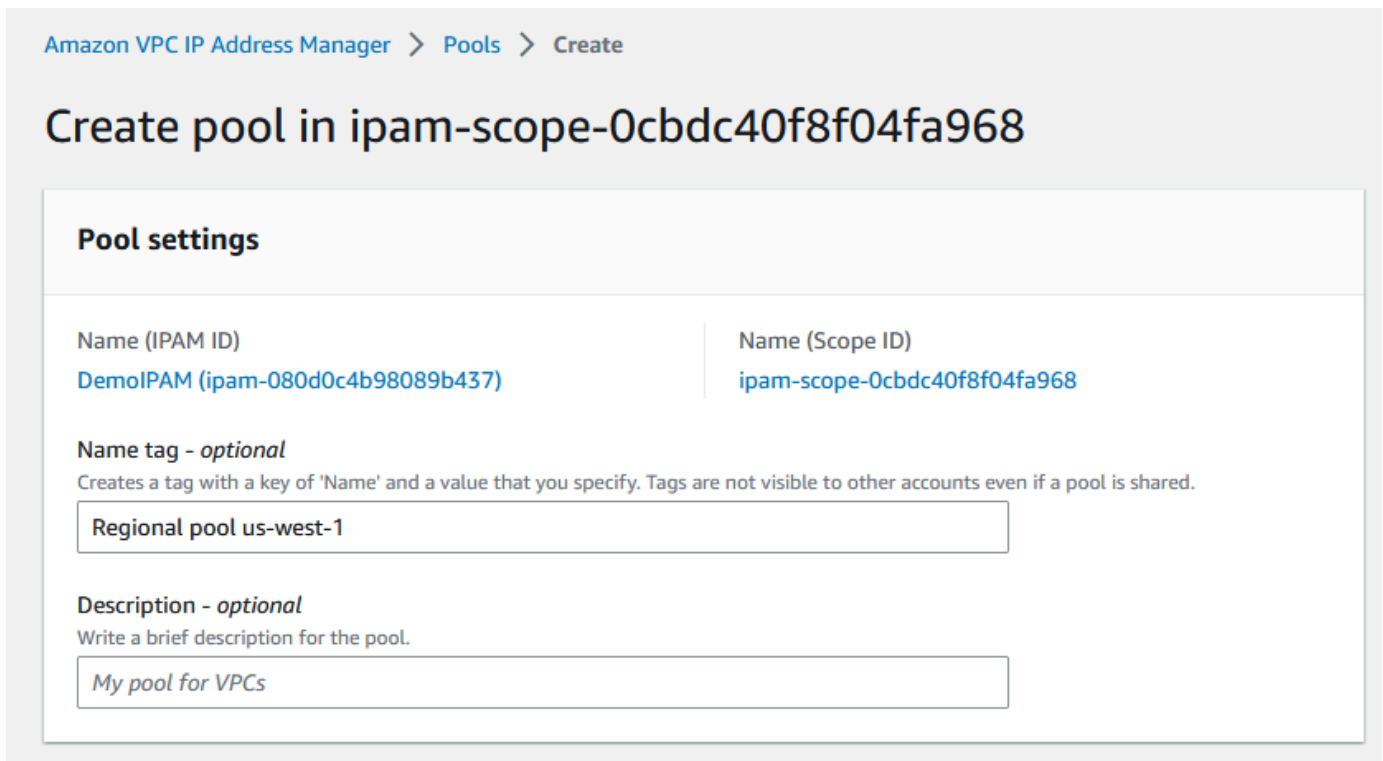 Amazon VPC IP Address Manager > Pools > Create
Create pool in ipam-scope-0cbdc40f8f04fa968
Pool settings
Name (IPAM ID)
DemoIPAM (ipam-080d0c4b98089b437)
Name (Scope ID)
ipam-scope-0cbdc40f8f04fa968
Name tag - optional
Creates a tag with a key of 'Name' and a value that you specify. Tags are not visible to other accounts even if a pool is shared.
Regional pool us-west-1
Description - optional
Write a brief description for the pool.
My pool for VPCs